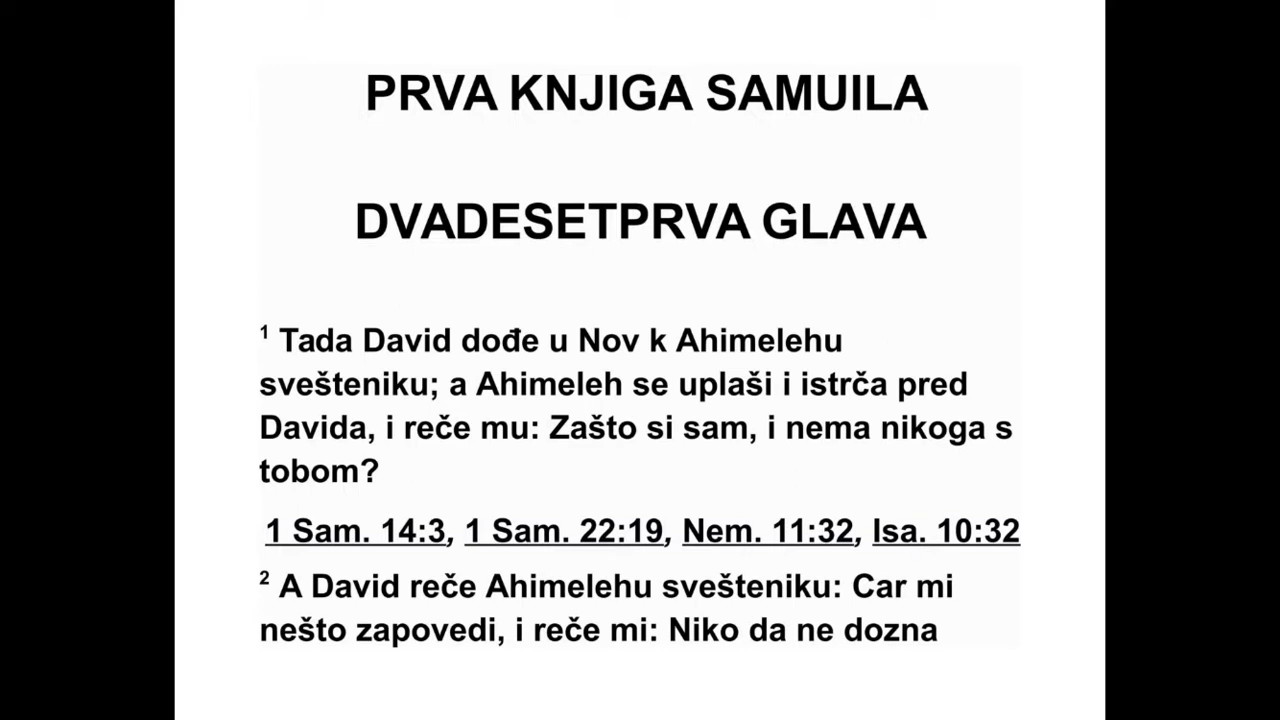 PRVA KNJIGA SAMUILA
DVADESETPRVA GLAVA
1 Tada David dođe u Nov k Ahimelehu
svešteniku; a Ahimeleh se uplaši i istrča pred
Davida, i reče mu: Zašto si sam, i nema nikoga s
tobom?
1 Sam. 14:3, 1 Sam. 22:19, Nem. 11:32, Isa. 10:32
2 A David reče Ahimelehu svešteniku: Car mi
nešto zapovedi, i reče mi: Niko da ne dozna